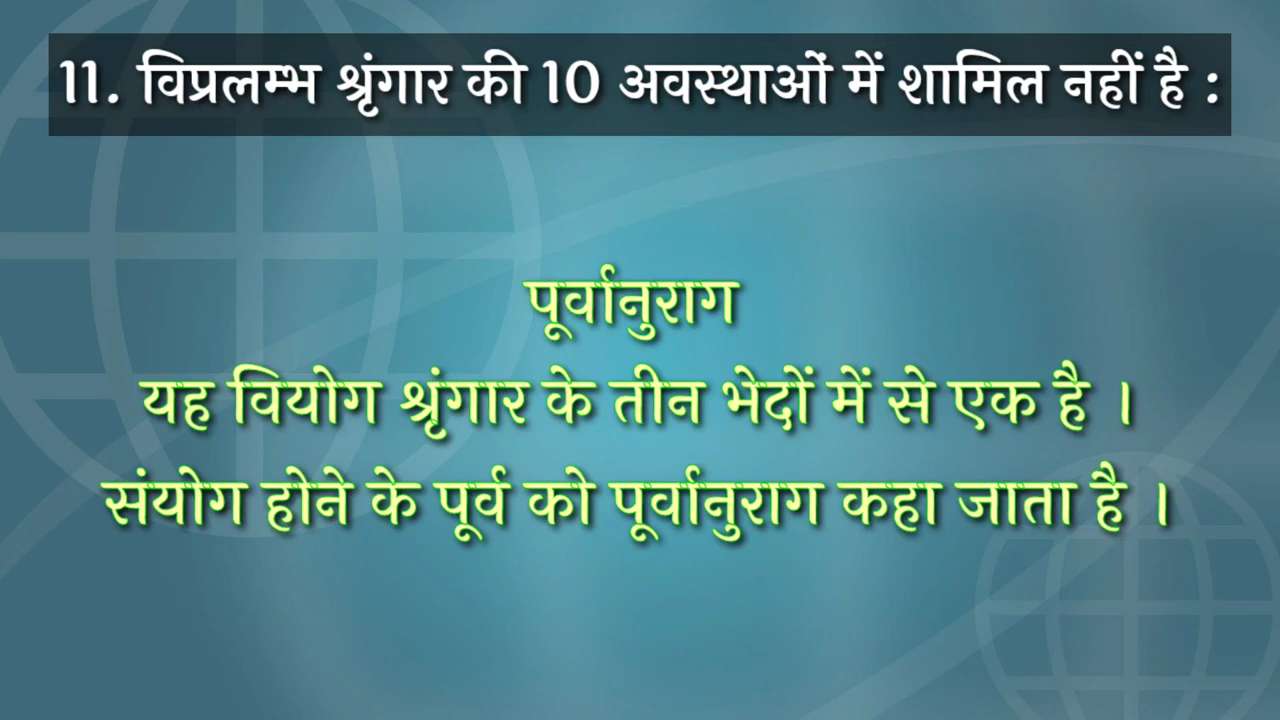 11. विप्रलम्भ श्रृंगार की 10 अवस्थाओं में शामिल नहीं है :
पूर्वानुराग
यह वियोग श्रृंगार के तीन भेदों में से एक है ।
संयोग होने के पूर्व को पूर्वानुराग कहा जाता है ।